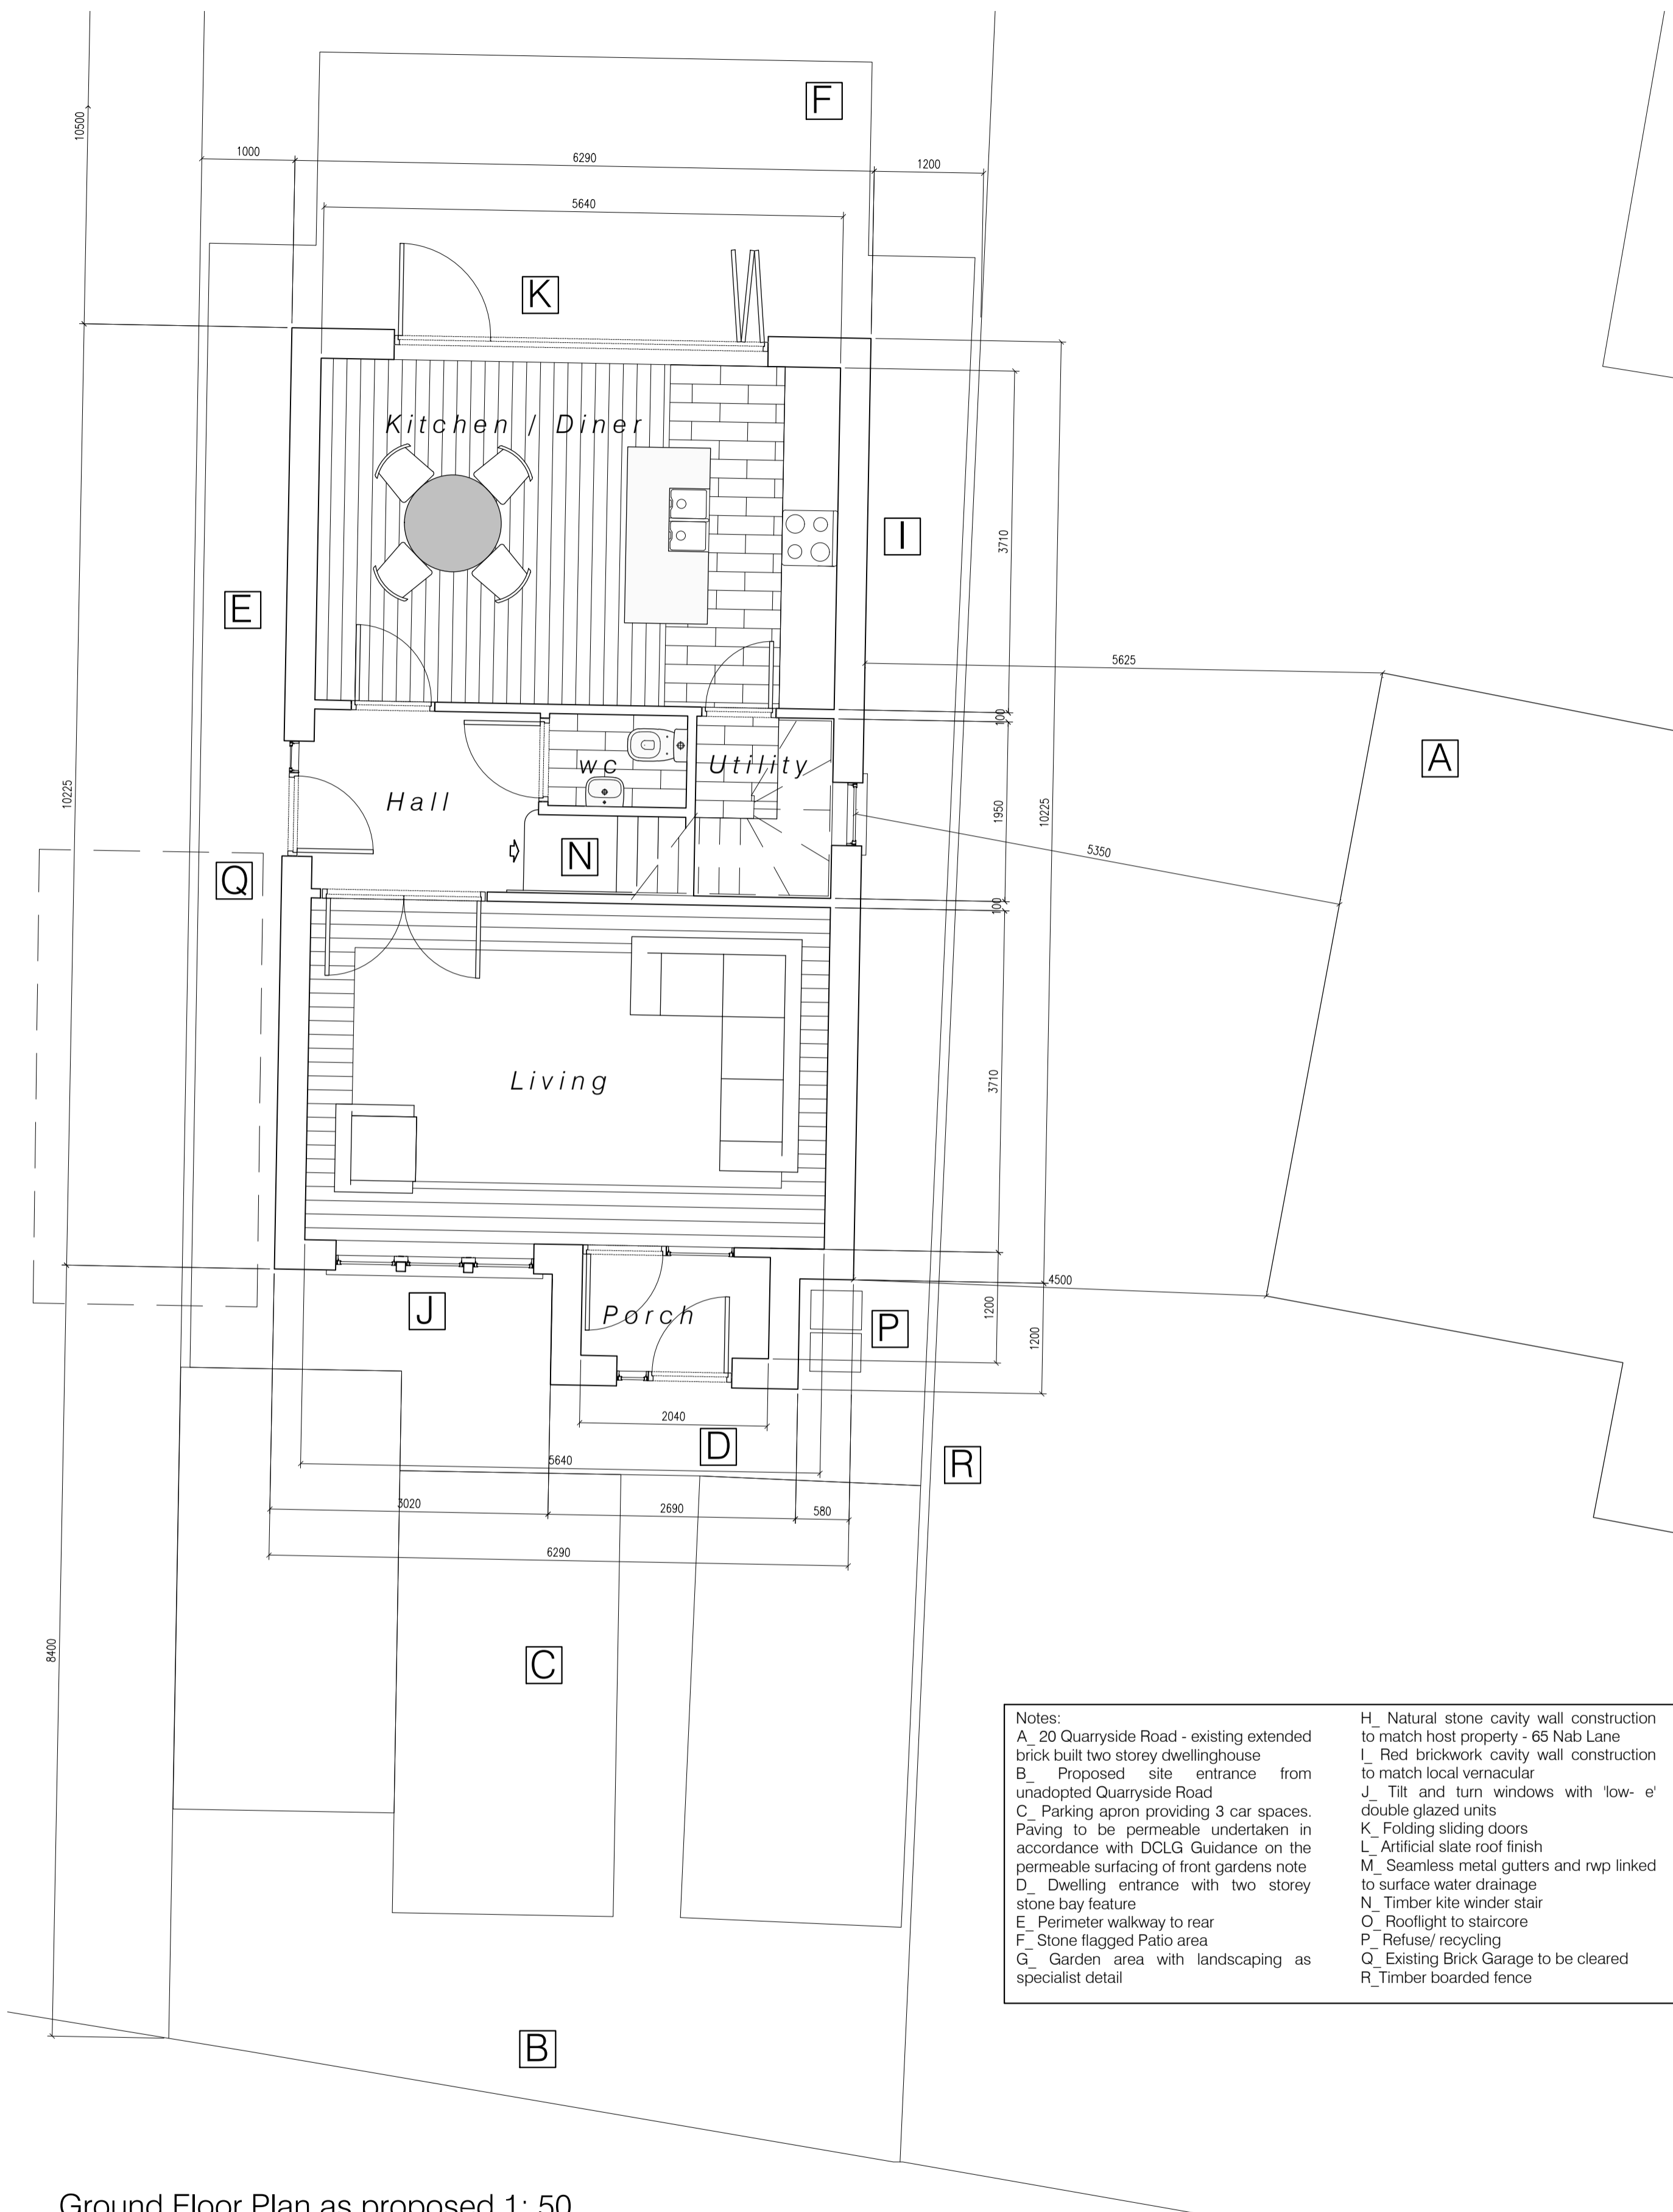 F
10500
1000
6290
1200
5640
K
Kitchen / Diner
I
3710
E
5625
100
A
wc
Utility
Hall
10225
1950
10225
N
5350
Q
100
Living
3710
4500
J
Porch
P
1200
1200
2040
D
R
5640
3020
2690
580
6290
8400
C
Notes:
A_ 20 Quarryside Road - existing extended
brick built two storey dwellinghouse
B_ Proposed site entrance from
unadopted Quarryside Road
C_ Parking apron providing 3 car spaces.
Paving to be permeable undertaken in
accordance with DCLG Guidance on the
permeable surfacing of front gardens note
D_ Dwelling entrance with two storey
stone bay feature
E_ Perimeter walkway to rear
F_ Stone flagged Patio area
G_ Garden area with landscaping as
specialist detail
H_ Natural stone cavity wall construction
to match host property - 65 Nab Lane
I_ Red brickwork cavity wall construction
to match local vernacular
J_ Tilt and turn windows with 'low- e'
double glazed units
K_ Folding sliding doors
L_ Artificial slate roof finish
M_ Seamless metal gutters and rwp linked
to surface water drainage
N_ Timber kite winder stair
O_ Rooflight to staircore
P_ Refuse/ recycling
Q_ Existing Brick Garage to be cleared
R_Timber boarded fence
B
Ground Floor Plan as proposed 1: 50